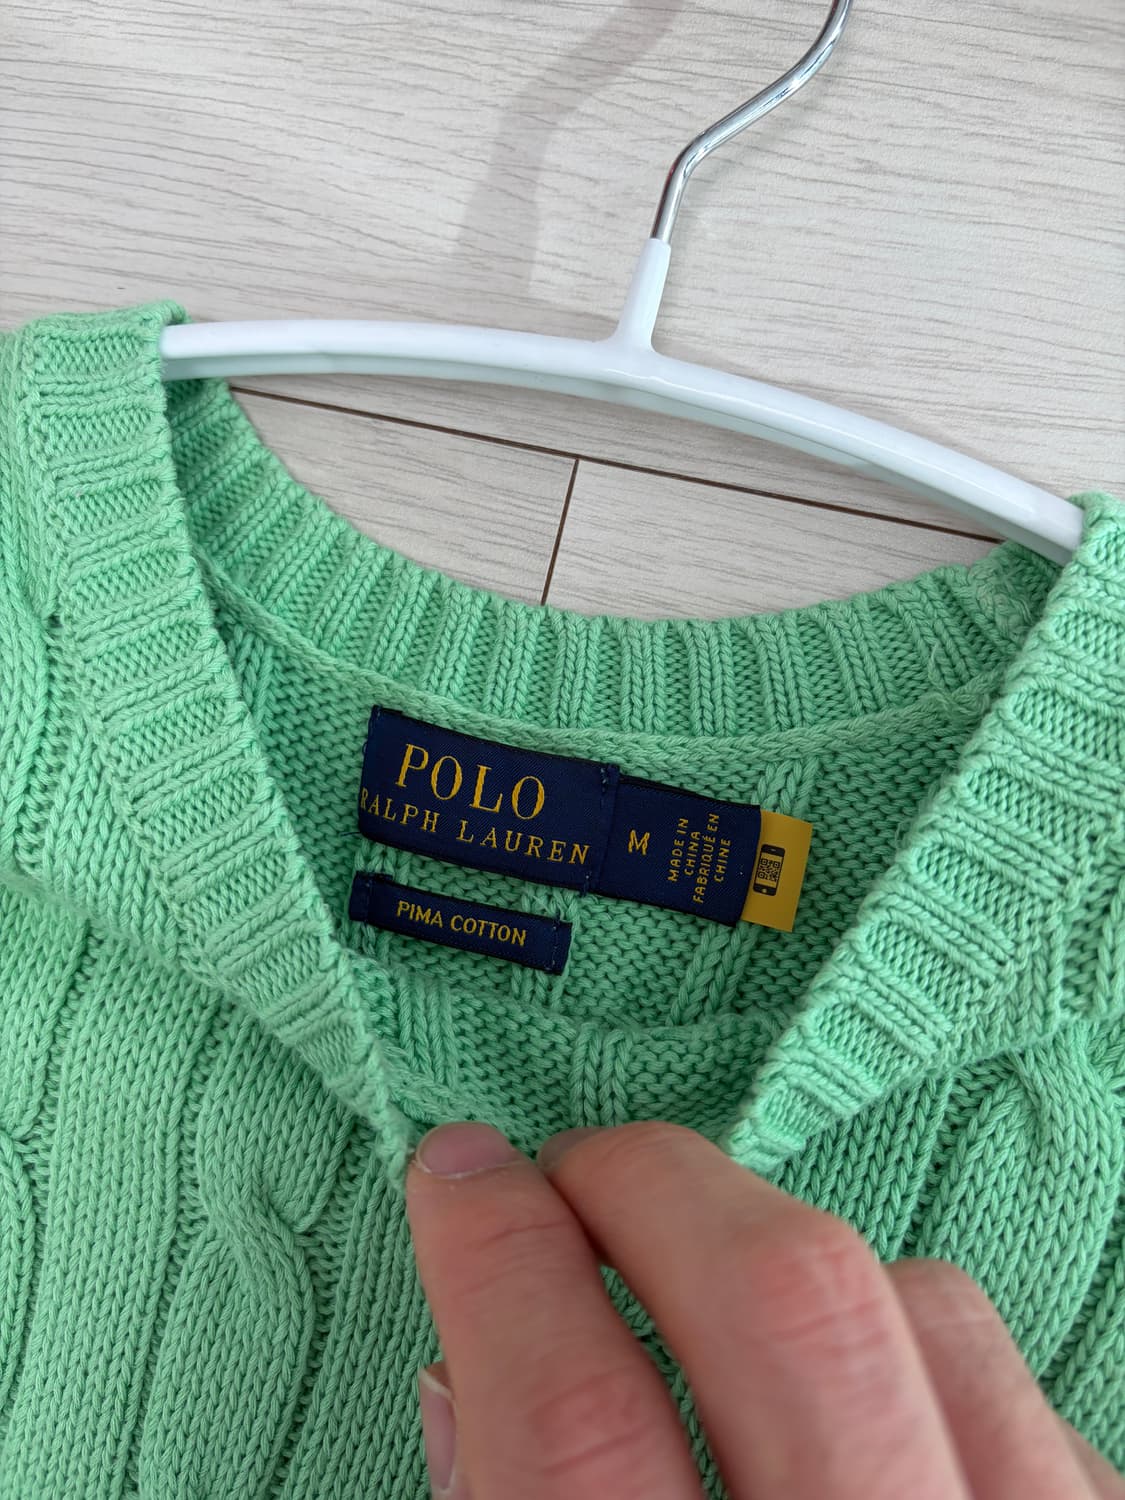 POLO
RALPH LAUREN
M
MADE IN
CHINA
FABRIQUÉ EN
CHINE
PIMA COTTON